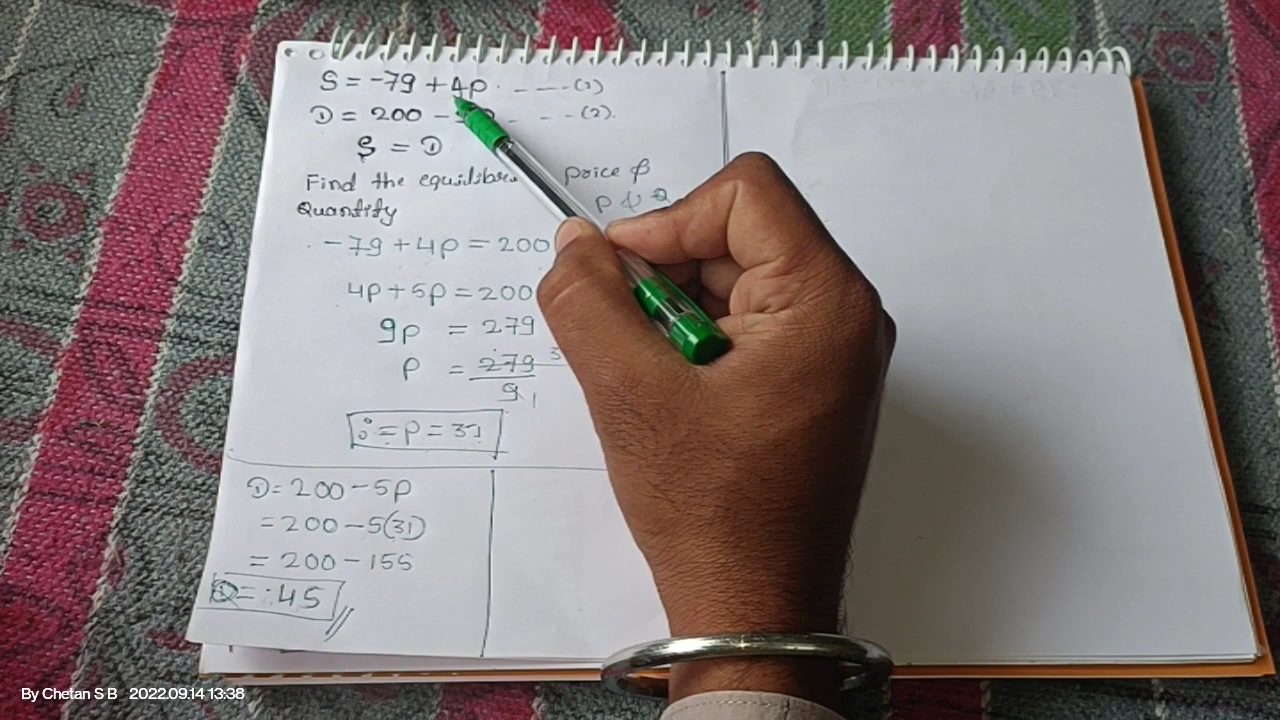 S = -79 + 4p - - - - (1)
D = 200 - - - - (2).
S = D
Find the price &
Quantity P & Q
-79 + 4p = 200
4p + 5p = 200
9p = 279
p = 279
9 1
p = 31
D = 200 - 5p
= 200 - 5(31)
= 200 - 155
= 45
By Chetan S B 2022.09.14 13:38